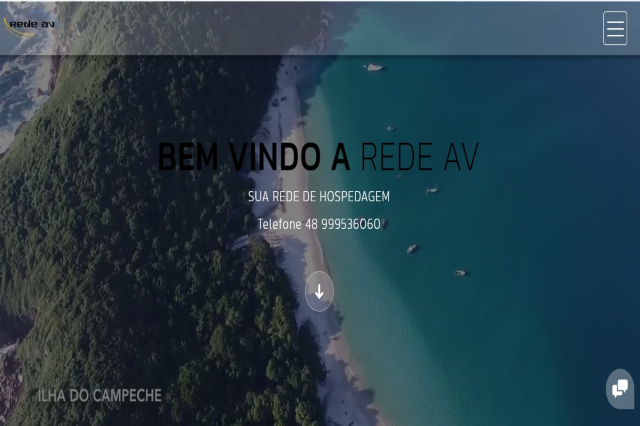 Rede AV
BEM VINDO A REDE AV
SUA REDE DE HOSPEDAGEM
Telefone 48 999536060
ILHA DO CAMPECHE